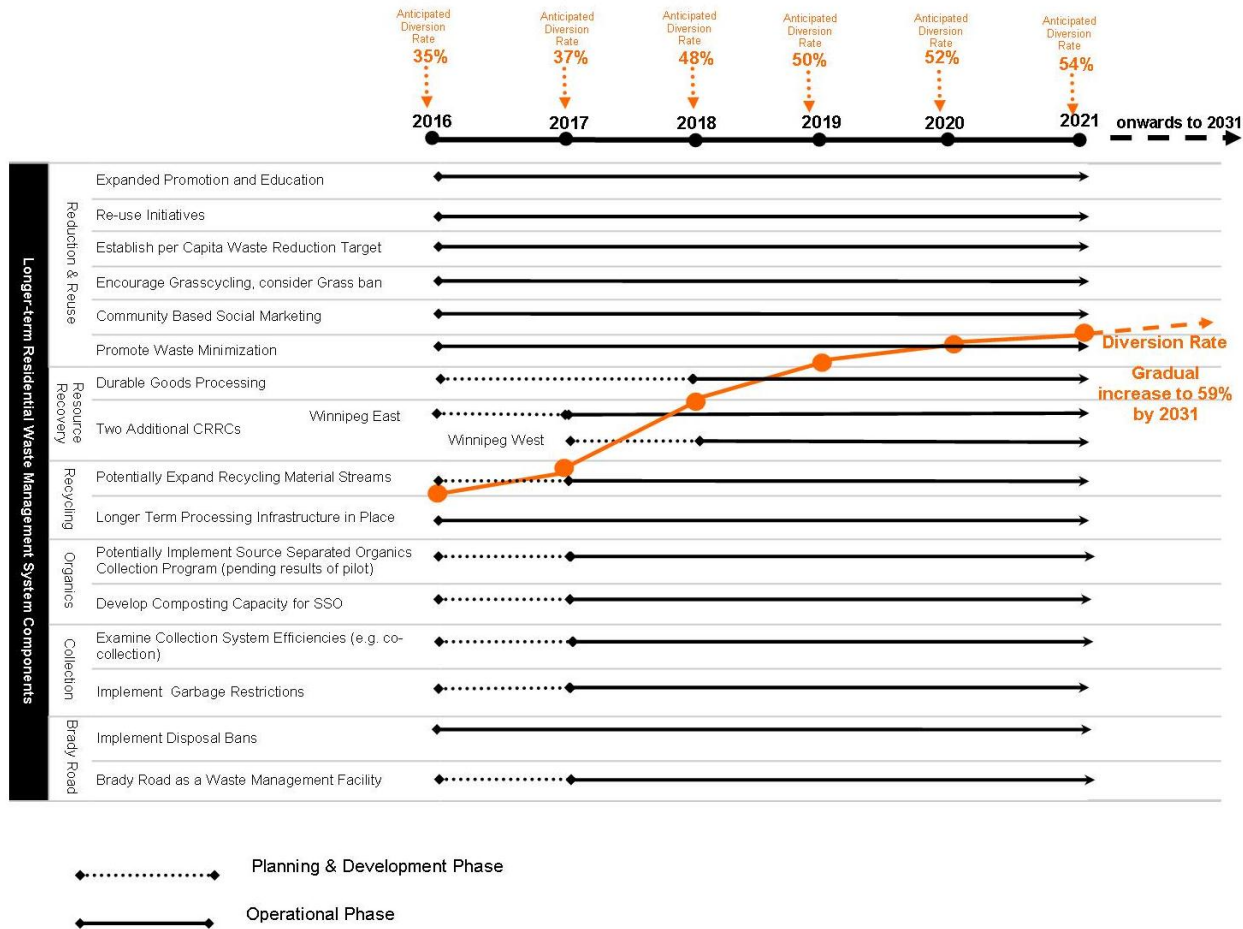 Anticipated
Diversion
Rate
35%
Anticipated
Diversion
Rate
37%
Anticipated
Diversion
Rate
48%
Anticipated
Diversion
Rate
50%
Anticipated
Diversion
Rate
52%
Anticipated
Diversion
Rate
54%
2016
2017
2018
2019
2020
2021
onwards to 2031
Longer-term Residential Waste Management System Components
Reduction & Reuse
Expanded Promotion and Education
Re-use Initiatives
Establish per Capita Waste Reduction Target
Encourage Grasscycling, consider Grass ban
Community Based Social Marketing
Promote Waste Minimization
Diversion Rate
Gradual
increase to 59%
by 2031
Resource
Recovery
Durable Goods Processing
Two Additional CRRCs
Winnipeg East
Winnipeg West
Recycling
Potentially Expand Recycling Material Streams
Longer Term Processing Infrastructure in Place
Organics
Potentially Implement Source Separated Organics
Collection Program (pending results of pilot)
Develop Composting Capacity for SSO
Collection
Examine Collection System Efficiencies (e.g. co-
collection)
Implement Garbage Restrictions
Brady Road
Implement Disposal Bans
Brady Road as a Waste Management Facility
Planning & Development Phase
Operational Phase